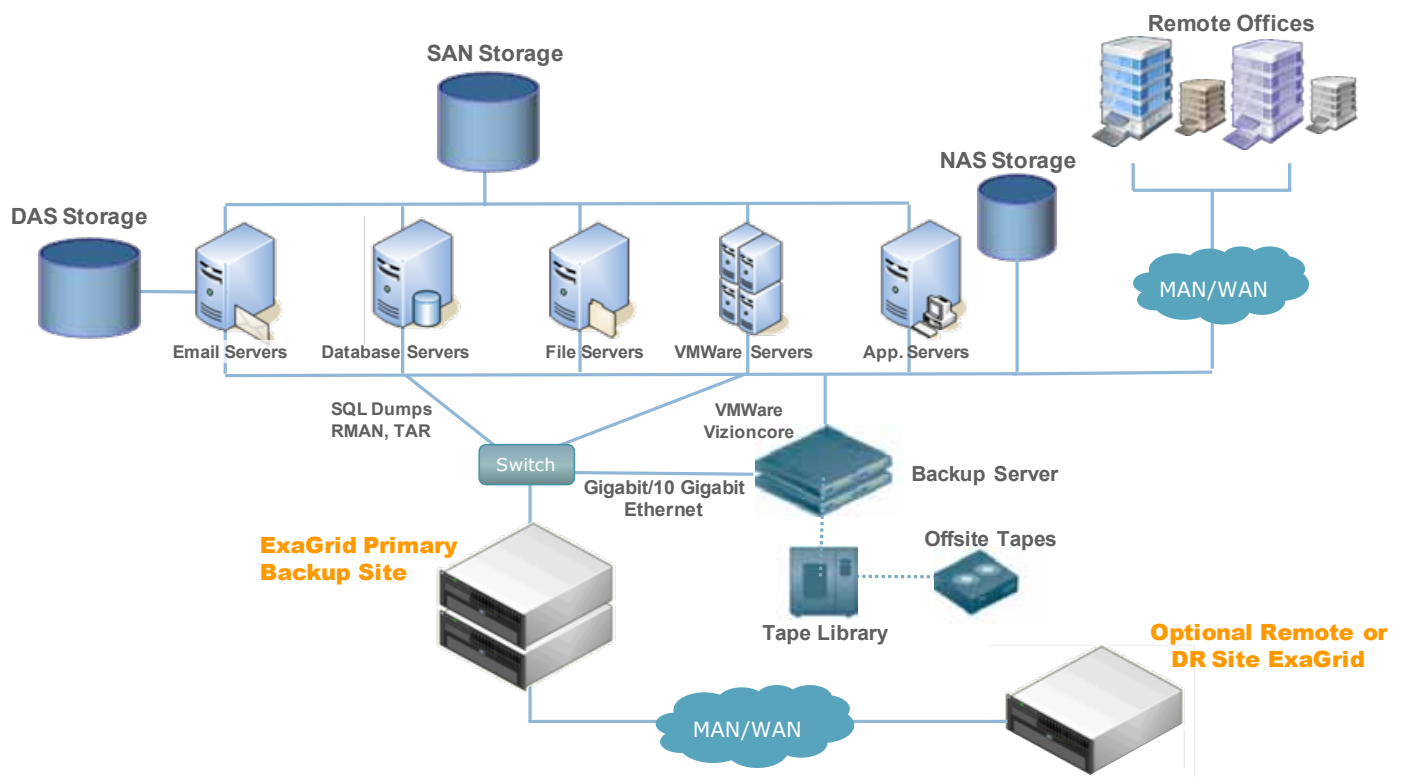 Remote Offices
SAN Storage
NAS Storage
DAS Storage
MAN/WAN
Email Servers
Database Servers
File Servers
VMWare Servers
App. Servers
SQL Dumps
RMAN, TAR
VMWare
Vizioncore
Switch
Gigabit/10 Gigabit
Ethernet
Backup Server
ExaGrid Primary
Backup Site
Offsite Tapes
Tape Library
Optional Remote or
DR Site ExaGrid
MAN/WAN